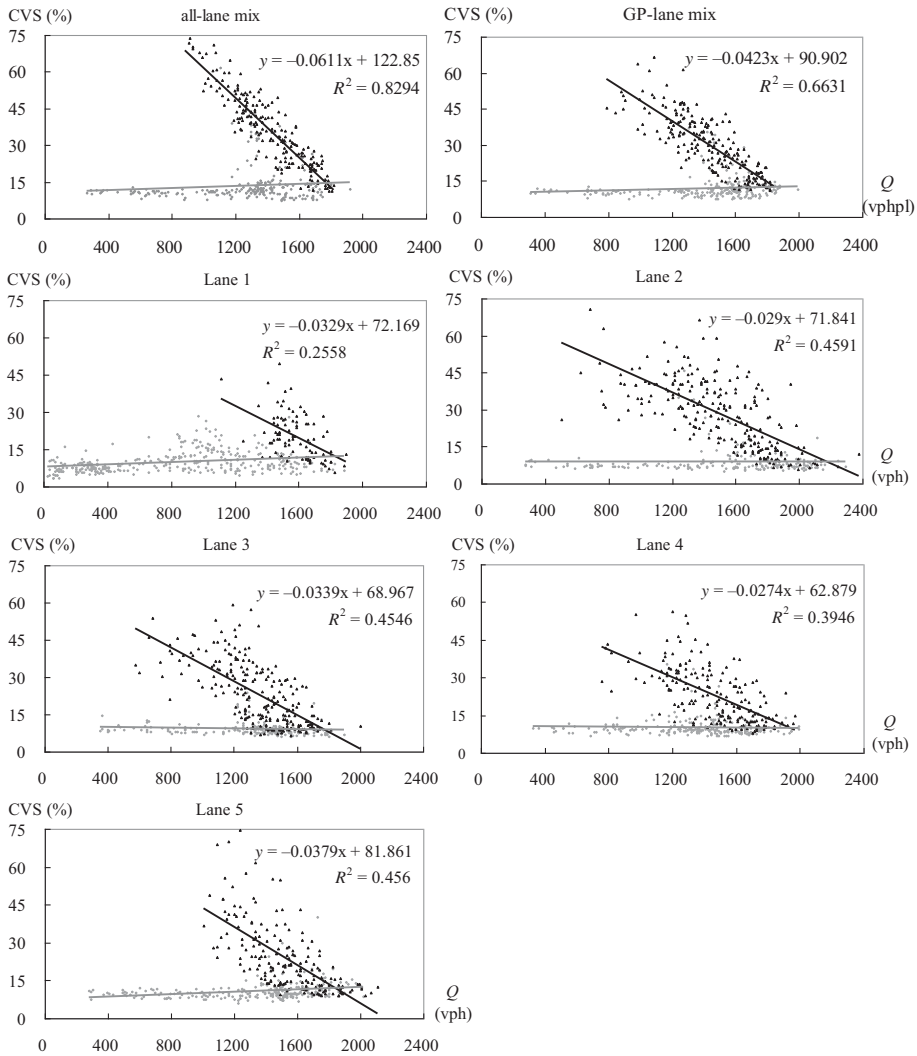 CVS (%) all-lane mix
y = –0.0611x + 122.85
R² = 0.8294
75
60
45
30
15
0
0 400 800 1200 1600 2000 2400
CVS (%) GP-lane mix
y = –0.0423x + 90.902
R² = 0.6631
75
60
45
30
15
0
Q
(vphpl)
0 400 800 1200 1600 2000 2400
CVS (%) Lane 1
y = –0.0329x + 72.169
R² = 0.2558
75
60
45
30
15
0
0 400 800 1200 1600 2000 2400
CVS (%) Lane 2
y = –0.029x + 71.841
R² = 0.4591
75
60
45
30
15
0
Q
(vph)
0 400 800 1200 1600 2000 2400
CVS (%) Lane 3
y = –0.0339x + 68.967
R² = 0.4546
75
60
45
30
15
0
0 400 800 1200 1600 2000 2400
CVS (%) Lane 4
y = –0.0274x + 62.879
R² = 0.3946
75
60
45
30
15
0
Q
(vph)
0 400 800 1200 1600 2000 2400
CVS (%) Lane 5
y = –0.0379x + 81.861
R² = 0.456
75
60
45
30
15
0
Q
(vph)
0 400 800 1200 1600 2000 2400